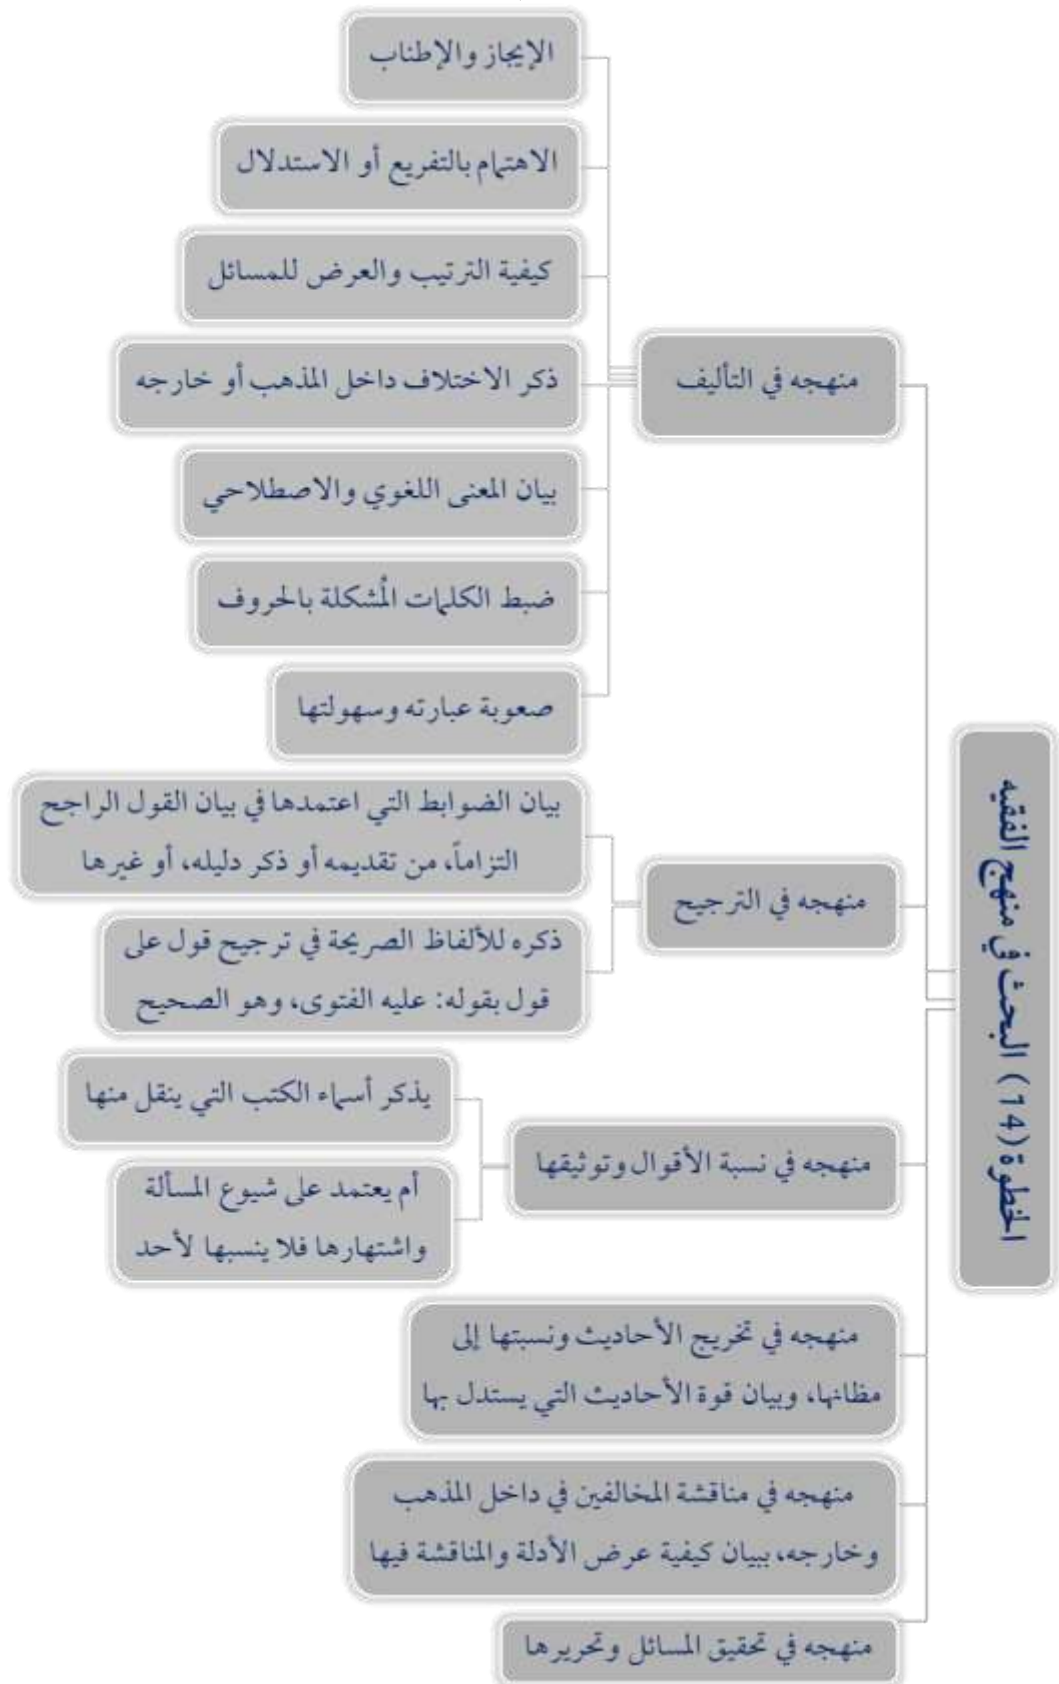 الخطوة (14) البحث في منهج الفقيه
منهجه في التأليف
الإيجاز والإطناب
الاهتمام بالتفريع أو الاستدلال
كيفية الترتيب والعرض للمسائل
ذكر الاختلاف داخل المذهب أو خارجه
بيان المعنى اللغوي والاصطلاحي
ضبط الكلمات المُشكلة بالحروف
صعوبة عبارته وسهولتها
منهجه في الترجيح
بيان الضوابط التي اعتمدها في بيان القول الراجح
التزاماً، من تقديمه أو ذكر دليله، أو غيرها
ذكره للألفاظ الصريحة في ترجيح قول على
قول بقوله: عليه الفتوى، وهو الصحيح
منهجه في نسبة الأقوال وتوثيقها
يذكر أسماء الكتب التي ينقل منها
أم يعتمد على شيوع المسألة
واشتهارها فلا ينسبها لأحد
منهجه في تخريج الأحاديث ونسبتها إلى
مظانها، وبيان قوة الأحاديث التي يستدل بها
منهجه في مناقشة المخالفين في داخل المذهب
وخارجه، ببيان كيفية عرض الأدلة والمناقشة فيها
منهجه في تحقيق المسائل وتحريرها